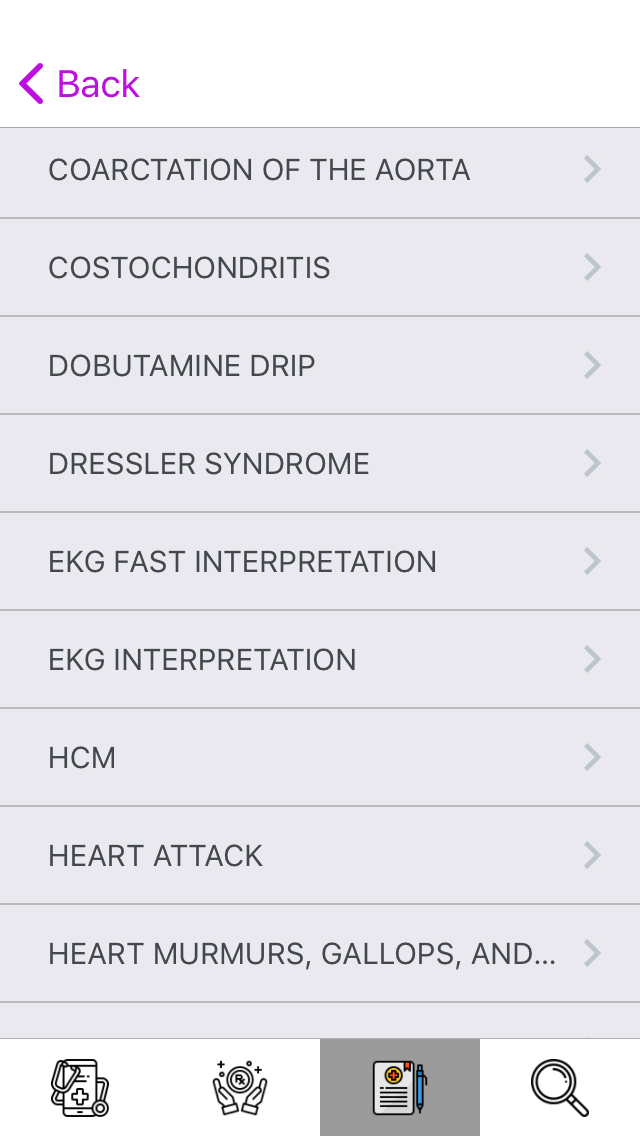 Back
COARCTATION OF THE AORTA
COSTOCHONDRITIS
DOBUTAMINE DRIP
DRESSLER SYNDROME
EKG FAST INTERPRETATION
EKG INTERPRETATION
HCM
HEART ATTACK
HEART MURMURS, GALLOPS, AND...